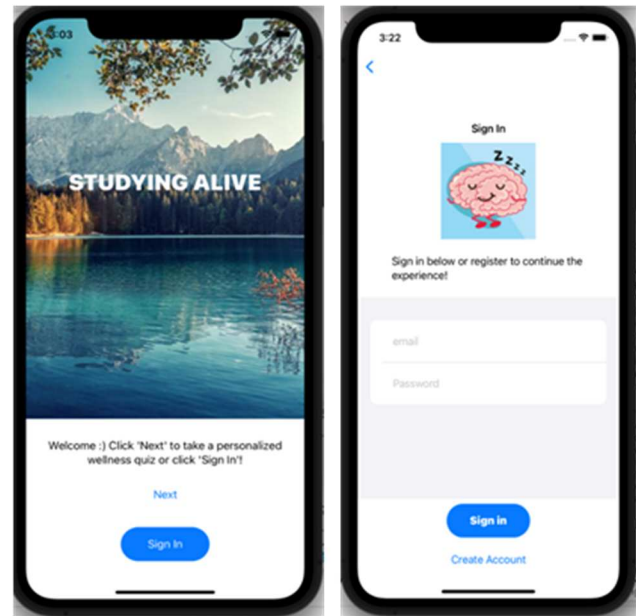 3:03
STUDYING ALIVE
Welcome :) Click 'Next' to take a personalized
wellness quiz or click 'Sign In'!
Next
Sign In
3:22
Sign In
ZZZZ
Sign in below or register to continue the
experience!
email
Password
Sign in
Create Account